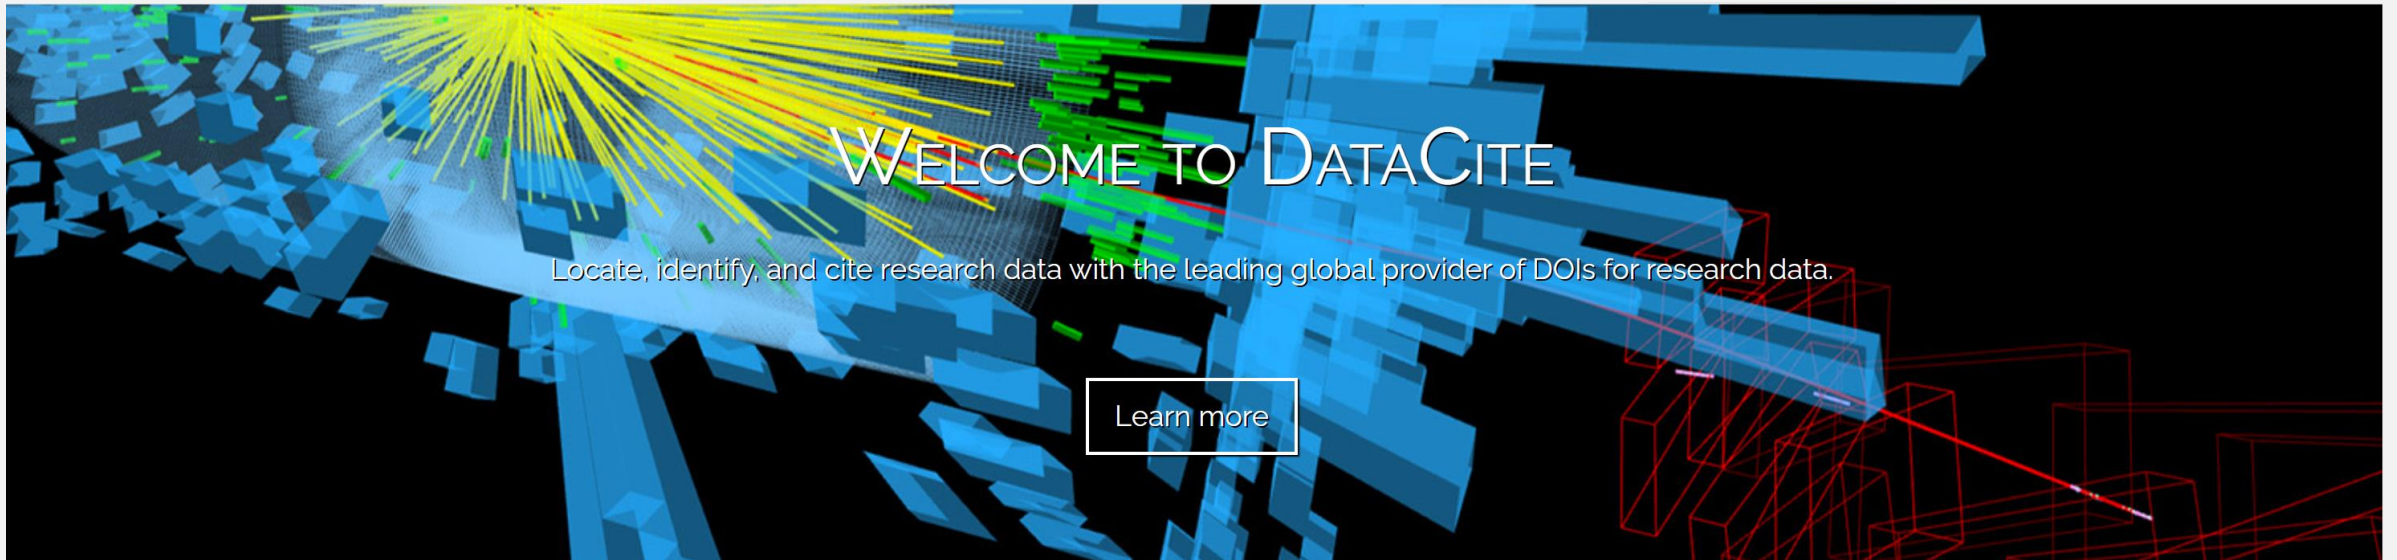 Welcome to DataCite
Locate, identify, and cite research data with the leading global provider of DOIs for research data.
Learn more